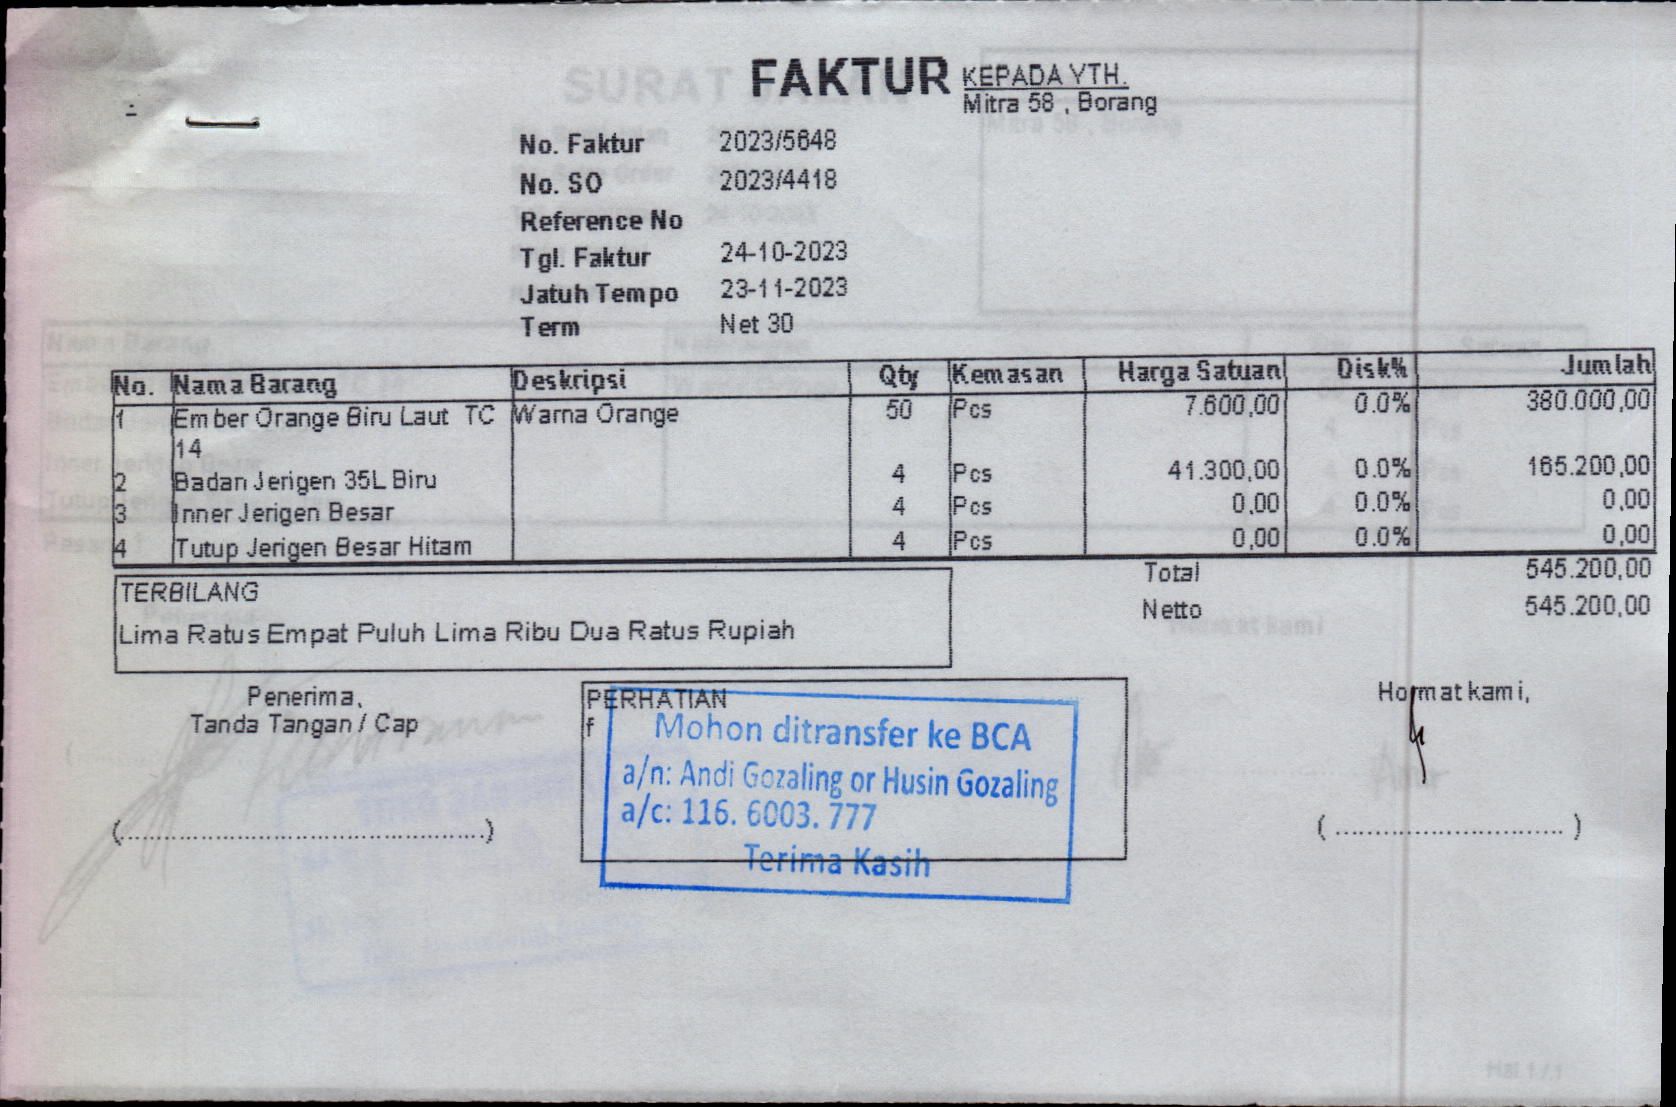 FAKTUR
KEPADA YTH.
Mitra 58 , Borang
No. Faktur 2023/5648
No. SO 2023/4418
Reference No
Tgl. Faktur 24-10-2023
Jatuh Tempo 23-11-2023
Term Net 30
No. Nama Barang Deskripsi Qty Kemasan Harga Satuan Disk% Jumlah
1 Ember Orange Biru Laut TC Warna Orange 50 Pcs 7.600,00 0.0% 380.000,00
14
2 Badan Jerigen 35L Biru 4 Pcs 41.300,00 0.0% 165.200,00
3 Inner Jerigen Besar 4 Pcs 0,00 0.0% 0,00
4 Tutup Jerigen Besar Hitam 4 Pcs 0,00 0.0% 0,00
Total 545.200,00
Netto 545.200,00
TERBILANG
Lima Ratus Empat Puluh Lima Ribu Dua Ratus Rupiah
Penerima,
Tanda Tangan / Cap
(..............................................)
PERHATIAN
f
Mohon ditransfer ke BCA
a/n: Andi Gozaling or Husin Gozaling
a/c: 116. 6003. 777
Terima Kasih
Hormat kami,
( ............................. )